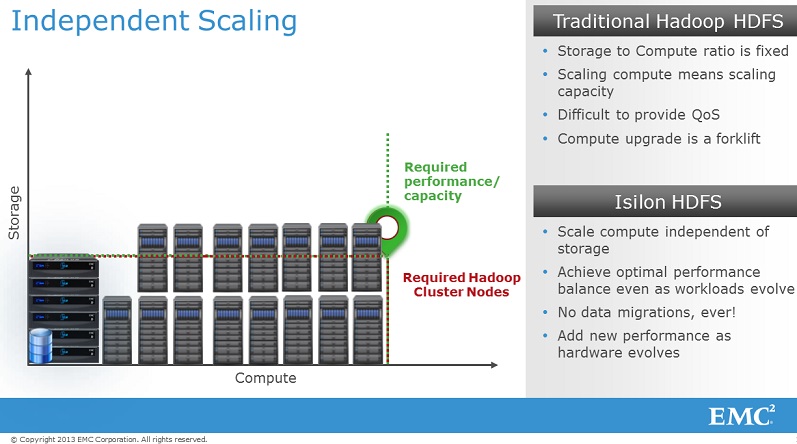 Independent Scaling
Storage
Required
performance/
capacity
Required Hadoop
Cluster Nodes
Compute
Traditional Hadoop HDFS
• Storage to Compute ratio is fixed
• Scaling compute means scaling
capacity
• Difficult to provide QoS
• Compute upgrade is a forklift
Isilon HDFS
• Scale compute independent of
storage
• Achieve optimal performance
balance even as workloads evolve
• No data migrations, ever!
• Add new performance as
hardware evolves
EMC²
© Copyright 2013 EMC Corporation. All rights reserved.